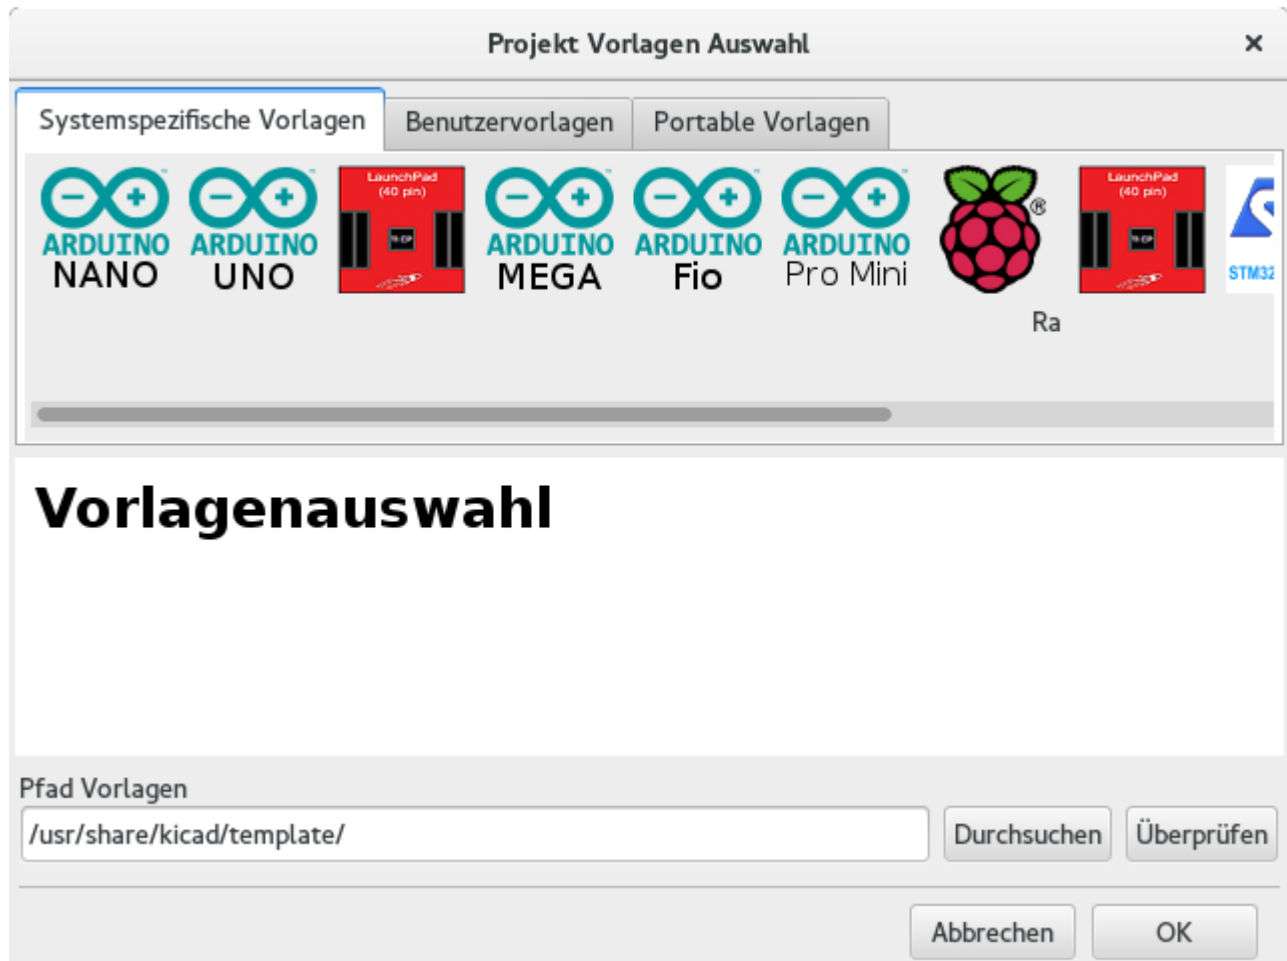 Projekt Vorlagen Auswahl
Systemspezifische Vorlagen Benutzervorlagen Portable Vorlagen
ARDUINO NANO
ARDUINO UNO
LaunchPad (40 pin)
ARDUINO MEGA
ARDUINO Fio
ARDUINO Pro Mini
®
LaunchPad (40 pin)
STM32
Ra
Vorlagenauswahl
Pfad Vorlagen
/usr/share/kicad/template/ Durchsuchen Überprüfen
Abbrechen OK